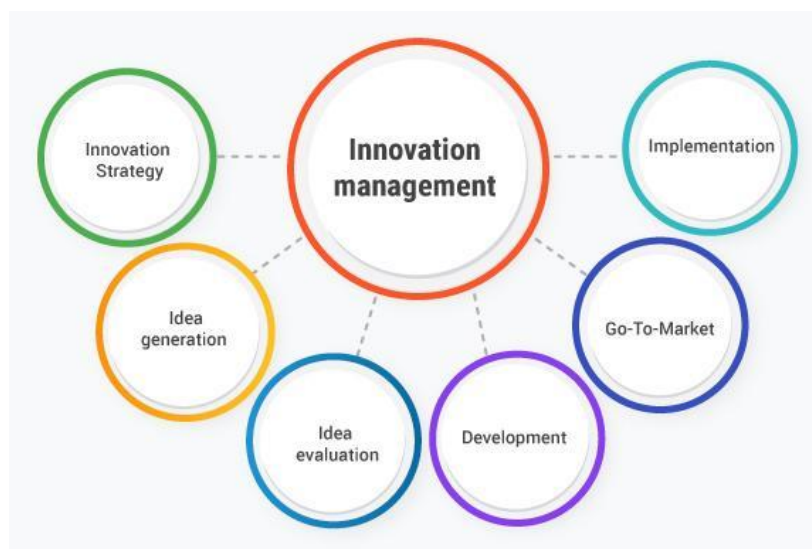 Innovation
management
Innovation
Strategy
Idea
generation
Idea
evaluation
Development
Go-To-Market
Implementation